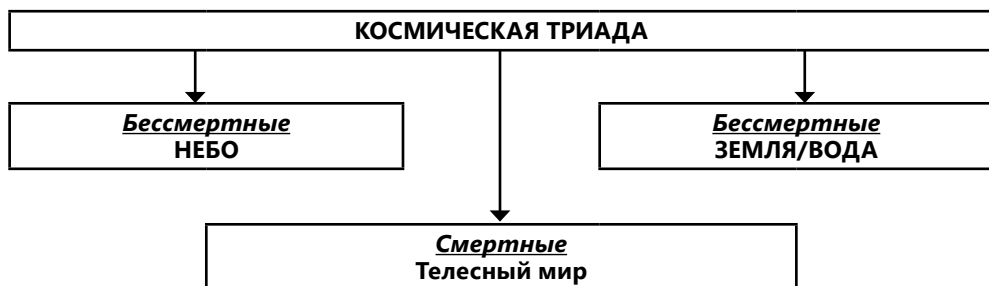 КОСМИЧЕСКАЯ ТРИАДА
Бессмертные
НЕБО
Бессмертные
ЗЕМЛЯ/ВОДА
Смертные
Телесный мир